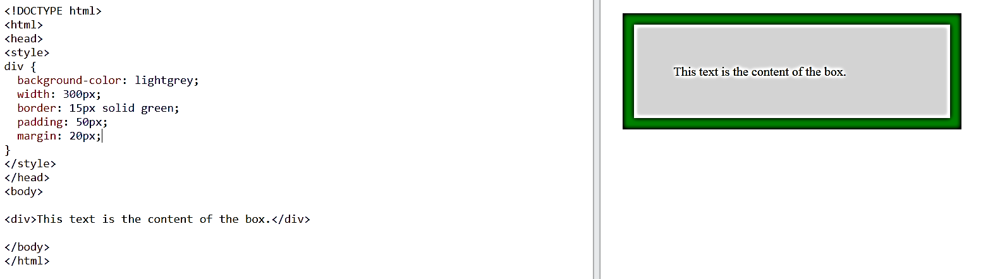 <!DOCTYPE html>
<html>
<head>
<style>
div {
  background-color: lightgrey;
  width: 300px;
  border: 15px solid green;
  padding: 50px;
  margin: 20px;
}
</style>
</head>
<body>

<div>This text is the content of the box.</div>

</body>
</html>
This text is the content of the box.